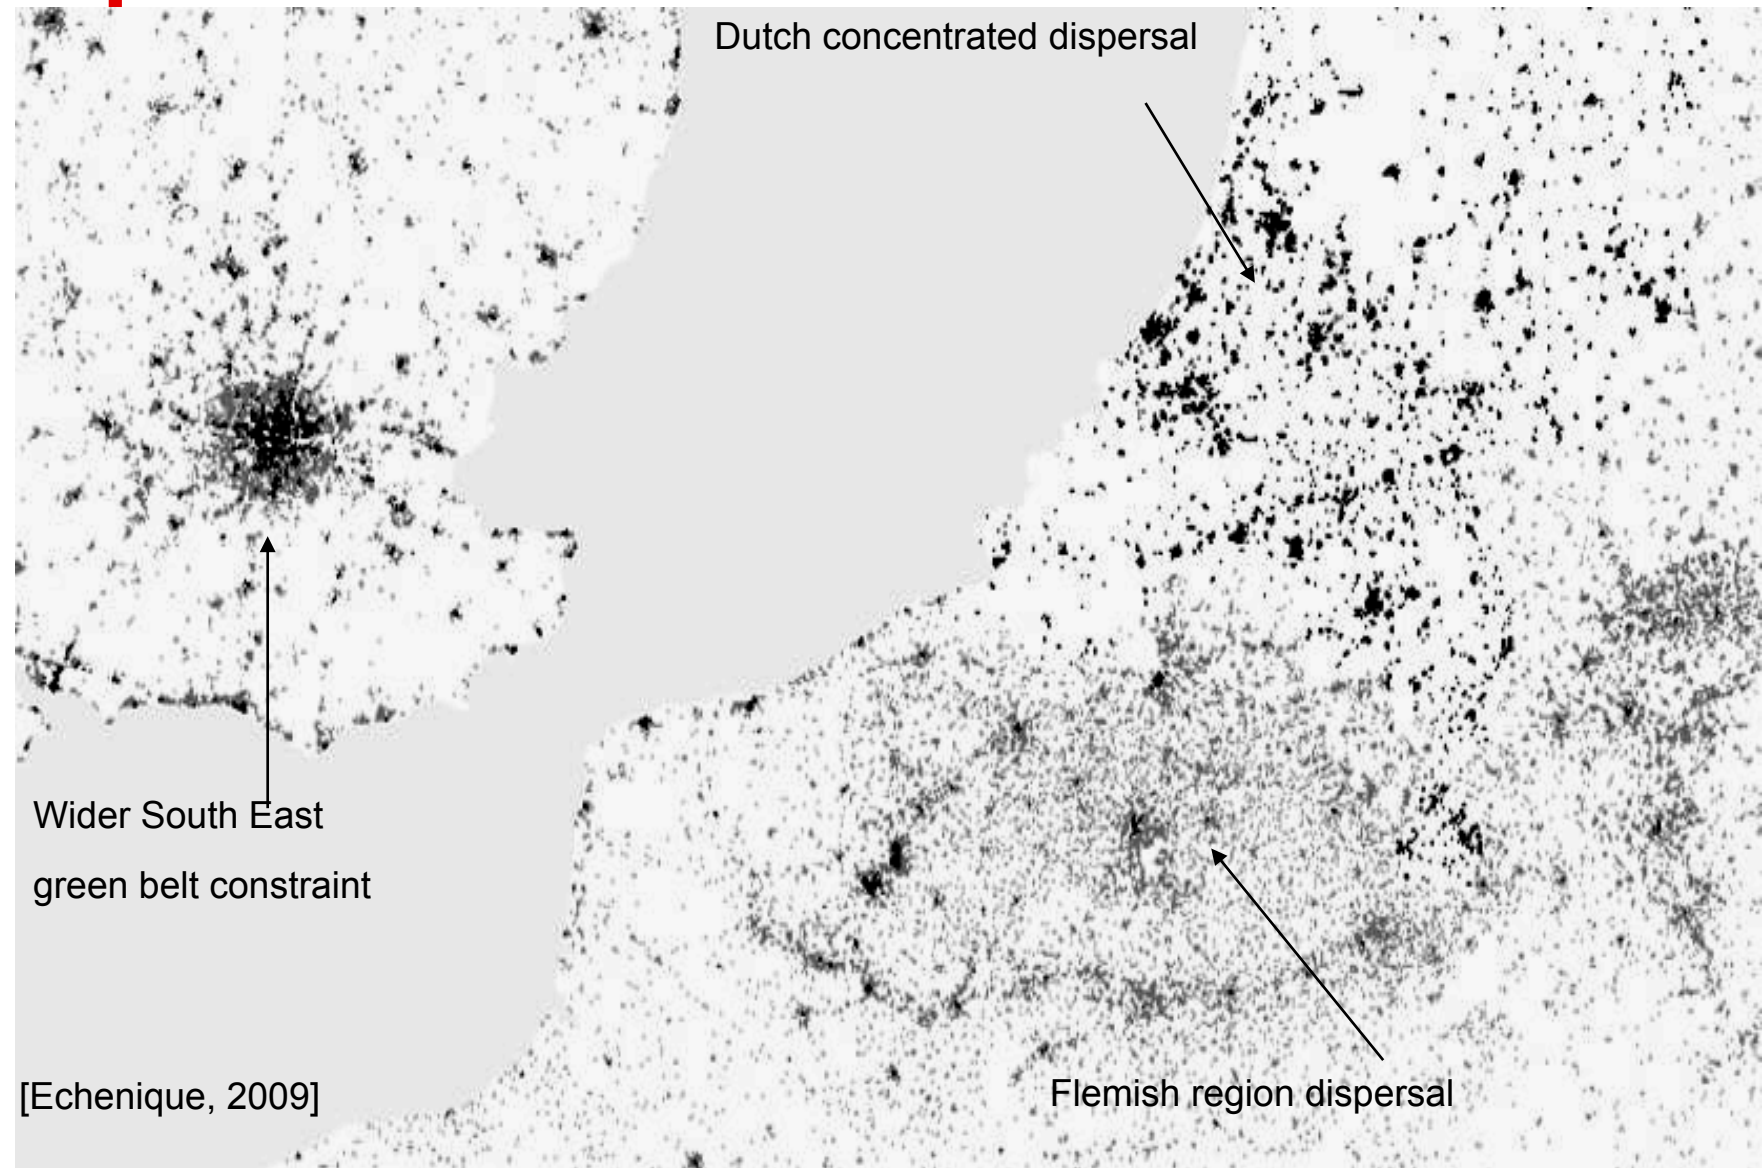 Dutch concentrated dispersal
Wider South East
green belt constraint
[Echenique, 2009]
Flemish region dispersal